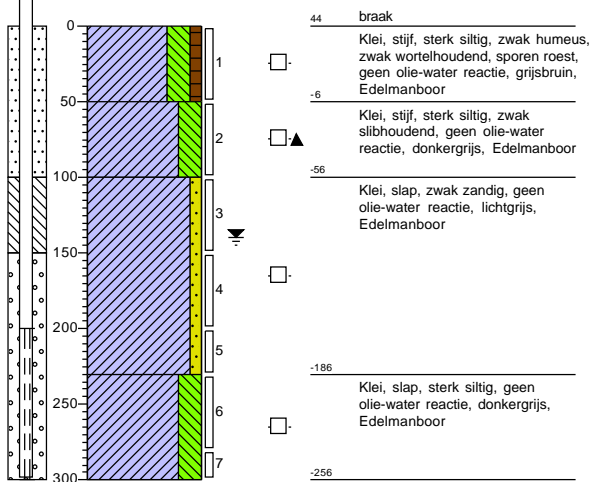 44 braak
0
Klei, stijf, sterk siltig, zwak humeus,
zwak wortelhoudend, sporen roest,
geen olie-water reactie, grijsbruin,
Edelmanboor
1
-6
50
Klei, stijf, sterk siltig, zwak
slibhoudend, geen olie-water
reactie, donkergrijs, Edelmanboor
2
-56
100
Klei, slap, zwak zandig, geen
olie-water reactie, lichtgrijs,
Edelmanboor
3
150
4
200
5
-186
Klei, slap, sterk siltig, geen
olie-water reactie, donkergrijs,
Edelmanboor
250
6
7
-256
300